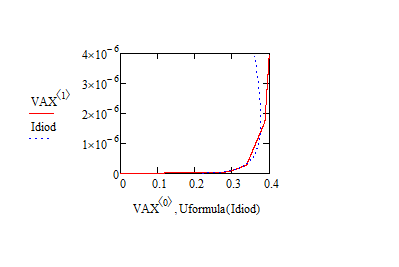 4×10⁻⁶
3×10⁻⁶
VAX⟨1⟩
2×10⁻⁶
Idiod
1×10⁻⁶
0
0 0.1 0.2 0.3 0.4
VAX⟨0⟩ , Uformula(Idiod)